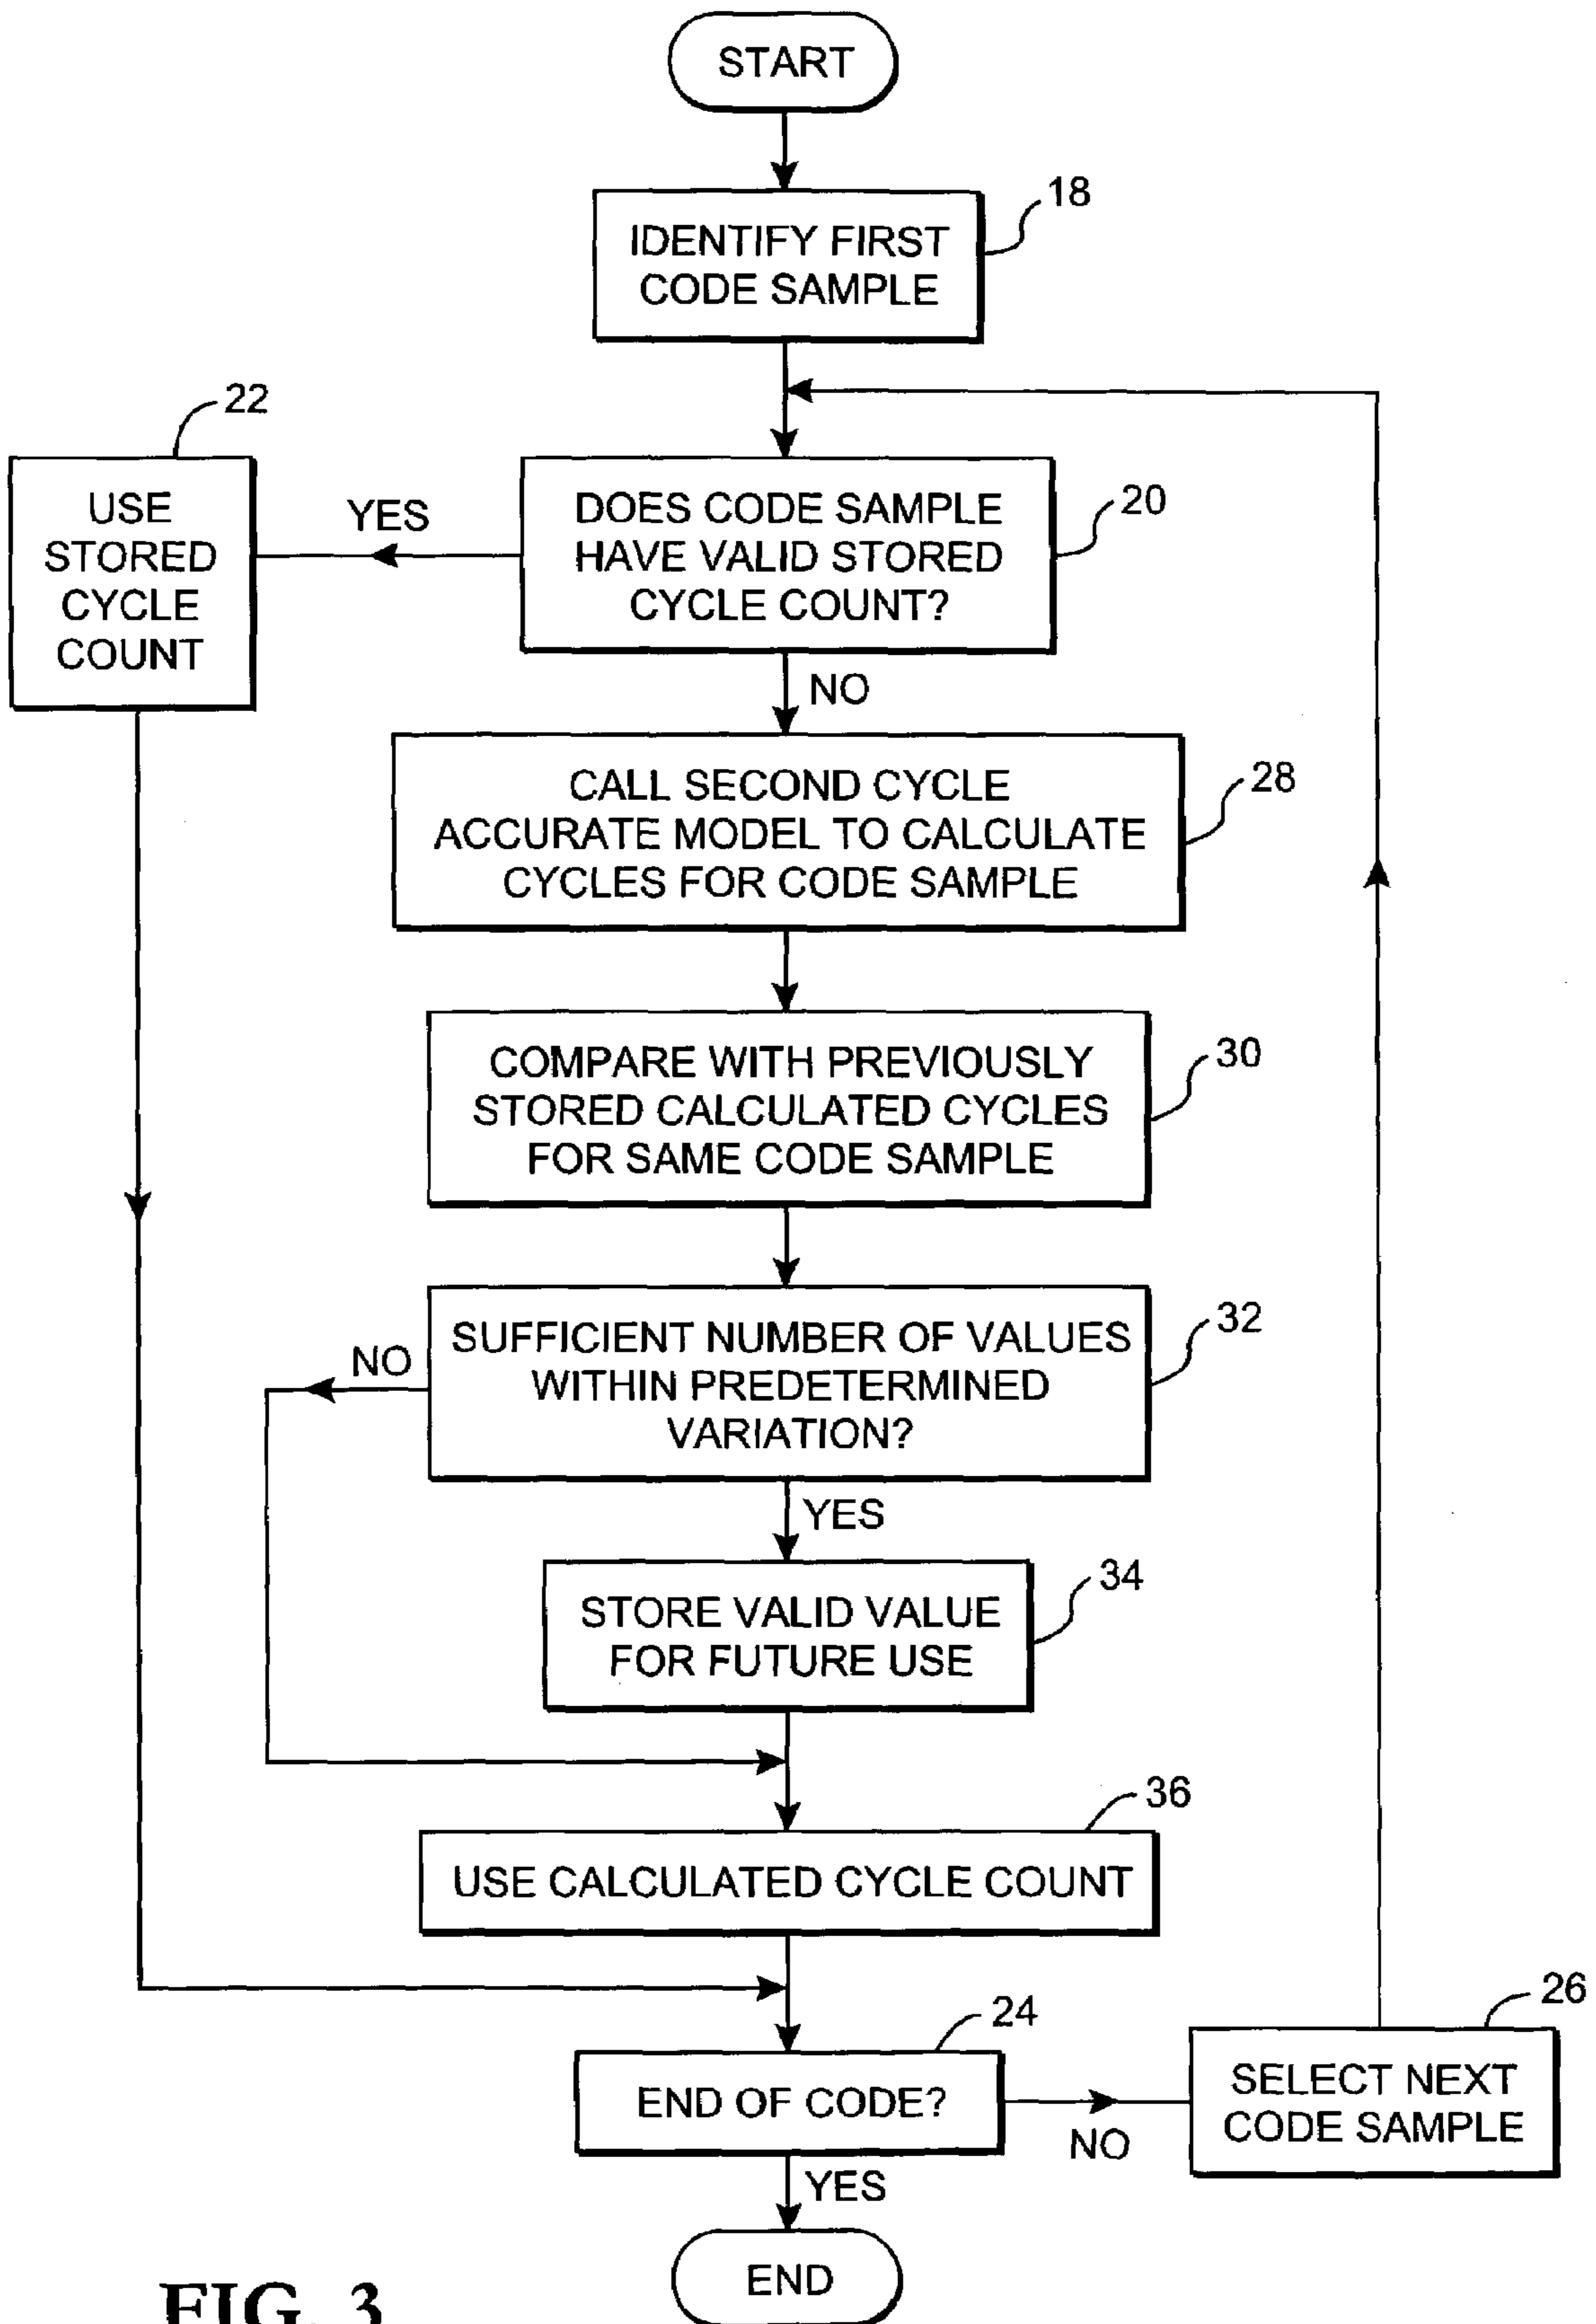 START
18
IDENTIFY FIRST
CODE SAMPLE
22
USE
STORED
CYCLE
COUNT
YES
20
DOES CODE SAMPLE
HAVE VALID STORED
CYCLE COUNT?
NO
28
CALL SECOND CYCLE
ACCURATE MODEL TO CALCULATE
CYCLES FOR CODE SAMPLE
30
COMPARE WITH PREVIOUSLY
STORED CALCULATED CYCLES
FOR SAME CODE SAMPLE
32
SUFFICIENT NUMBER OF VALUES
WITHIN PREDETERMINED
VARIATION?
NO
YES
34
STORE VALID VALUE
FOR FUTURE USE
36
USE CALCULATED CYCLE COUNT
24
END OF CODE?
NO
26
SELECT NEXT
CODE SAMPLE
YES
END
FIG. 3